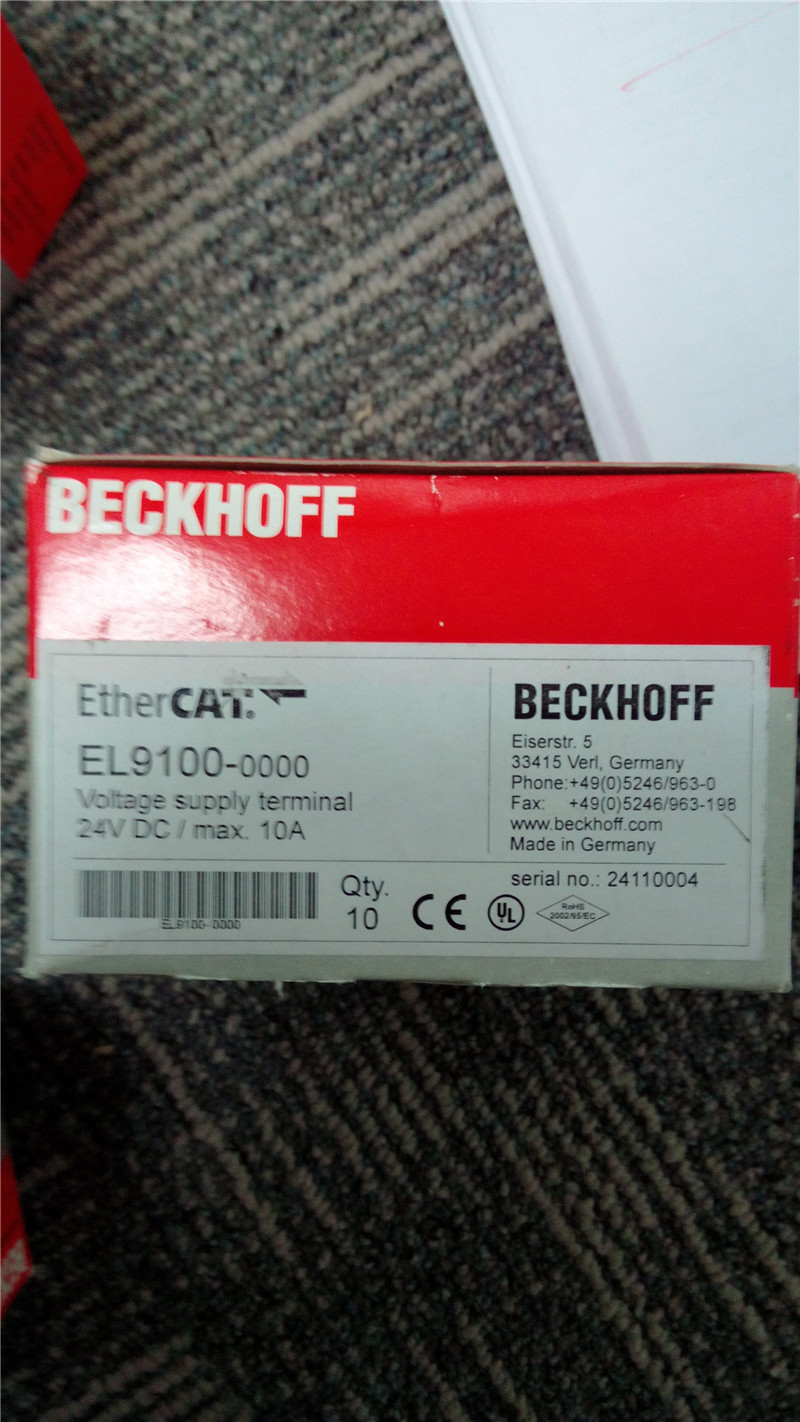 BECKHOFF
EtherCAT®
EL9100-0000
Voltage supply terminal
24V DC / max. 10A
EL9100-0000
Qty.
10
CE
UL
RoHS
2002/95/EC
BECKHOFF
Eiserstr. 5
33415 Verl, Germany
Phone:+49(0)5246/963-0
Fax: +49(0)5246/963-198
www.beckhoff.com
Made in Germany
serial no.: 24110004